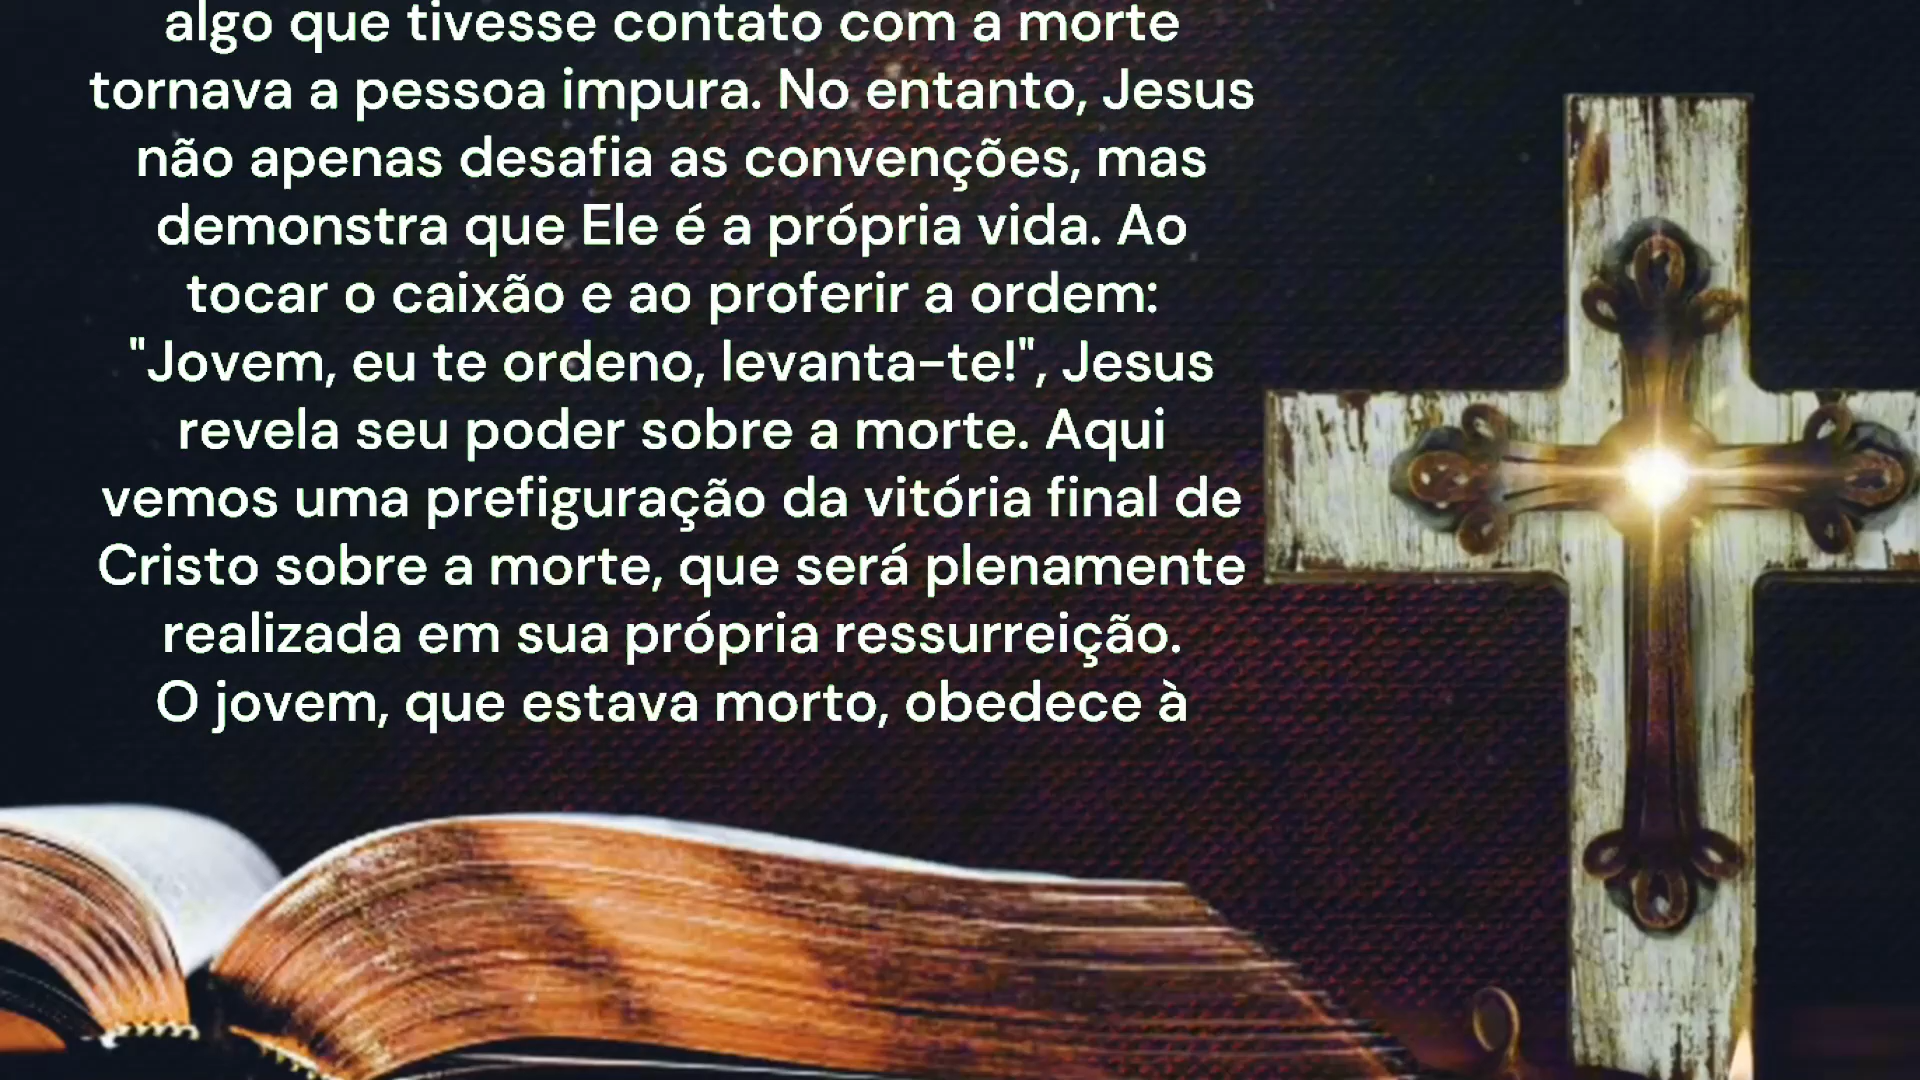 algo que tivesse contato com a morte
tornava a pessoa impura. No entanto, Jesus
não apenas desafia as convenções, mas
demonstra que Ele é a própria vida. Ao
tocar o caixão e ao proferir a ordem:
"Jovem, eu te ordeno, levanta-te!", Jesus
revela seu poder sobre a morte. Aqui
vemos uma prefiguração da vitória final de
Cristo sobre a morte, que será plenamente
realizada em sua própria ressurreição.
O jovem, que estava morto, obedece à